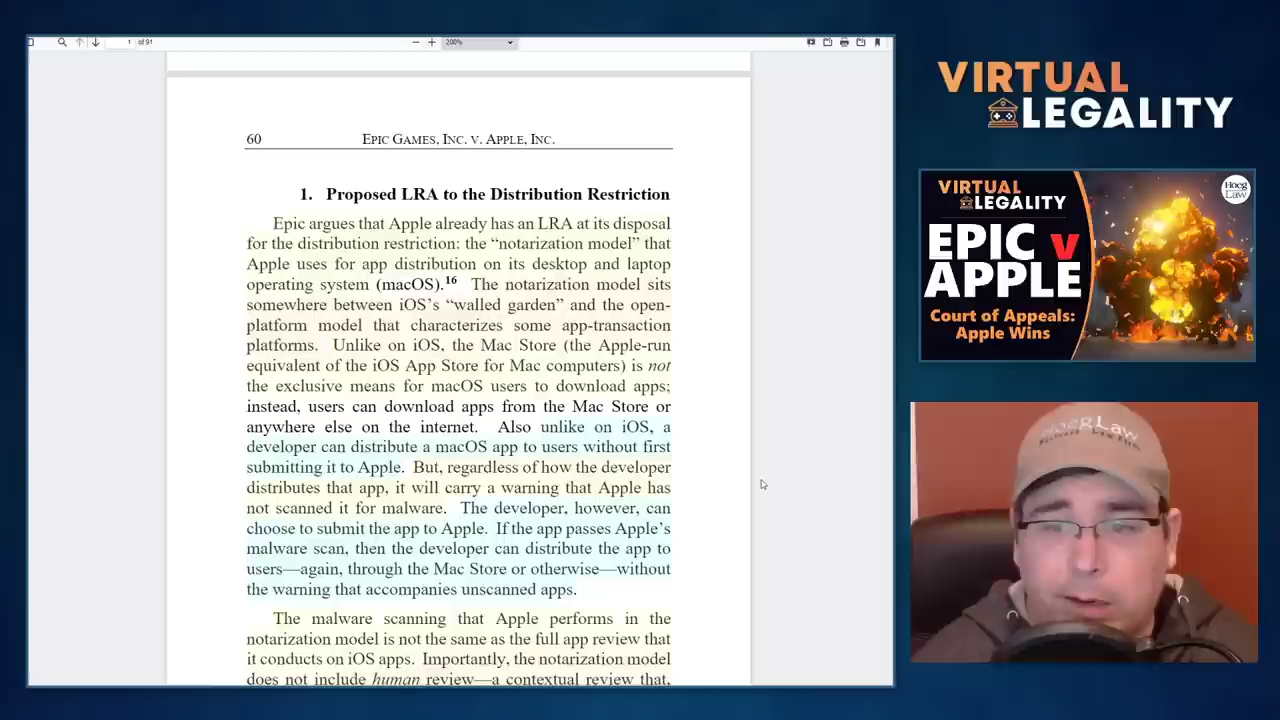 1 of 91
200%
60 EPIC GAMES, INC. V. APPLE, INC.
1. Proposed LRA to the Distribution Restriction
Epic argues that Apple already has an LRA at its disposal
for the distribution restriction: the “notarization model” that
Apple uses for app distribution on its desktop and laptop
operating system (macOS).16 The notarization model sits
somewhere between iOS’s “walled garden” and the open-
platform model that characterizes some app-transaction
platforms. Unlike on iOS, the Mac Store (the Apple-run
equivalent of the iOS App Store for Mac computers) is not
the exclusive means for macOS users to download apps;
instead, users can download apps from the Mac Store or
anywhere else on the internet. Also unlike on iOS, a
developer can distribute a macOS app to users without first
submitting it to Apple. But, regardless of how the developer
distributes that app, it will carry a warning that Apple has
not scanned it for malware. The developer, however, can
choose to submit the app to Apple. If the app passes Apple’s
malware scan, then the developer can distribute the app to
users—again, through the Mac Store or otherwise—without
the warning that accompanies unscanned apps.
The malware scanning that Apple performs in the
notarization model is not the same as the full app review that
it conducts on iOS apps. Importantly, the notarization model
does not include human review—a contextual review that,
VIRTUAL
LEGALITY
VIRTUAL
LEGALITY
EPIC v
APPLE
Court of Appeals:
Apple Wins
Hoeg
Law
HoegLaw